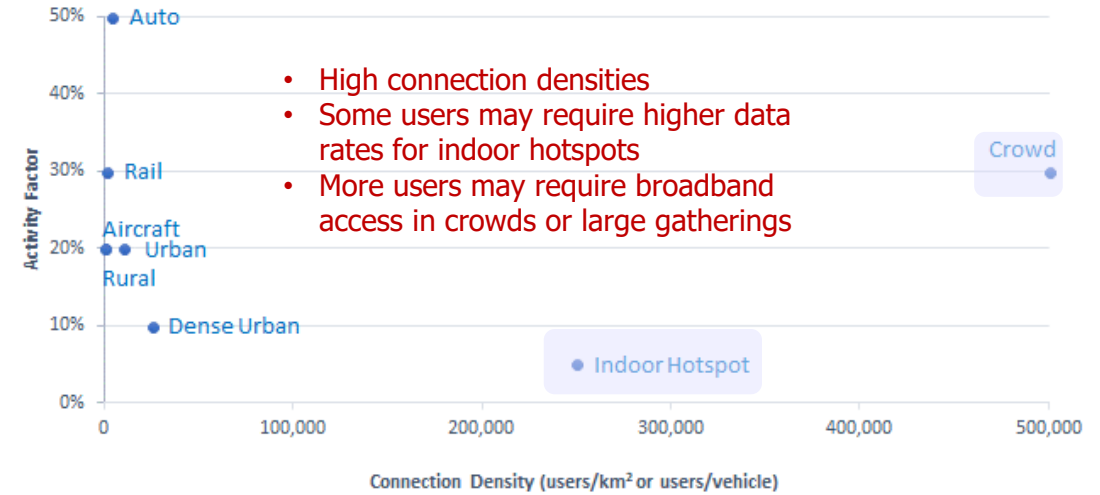 50%
Auto
• High connection densities
40%
• Some users may require higher data
rates for indoor hotspots
Crowd
30%
Rail
• More users may require broadband
access in crowds or large gatherings
Activity Factor
Aircraft
20%
Urban
Rural
10%
Dense Urban
Indoor Hotspot
0%
0
100,000
200,000
300,000
400,000
500,000
Connection Density (users/km² or users/vehicle)